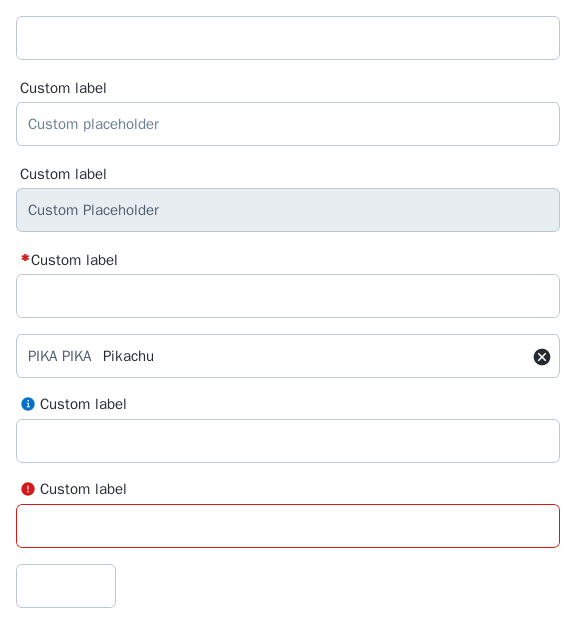 Custom label
Custom placeholder
Custom label
Custom Placeholder
*Custom label
PIKA PIKA Pikachu
Custom label
Custom label